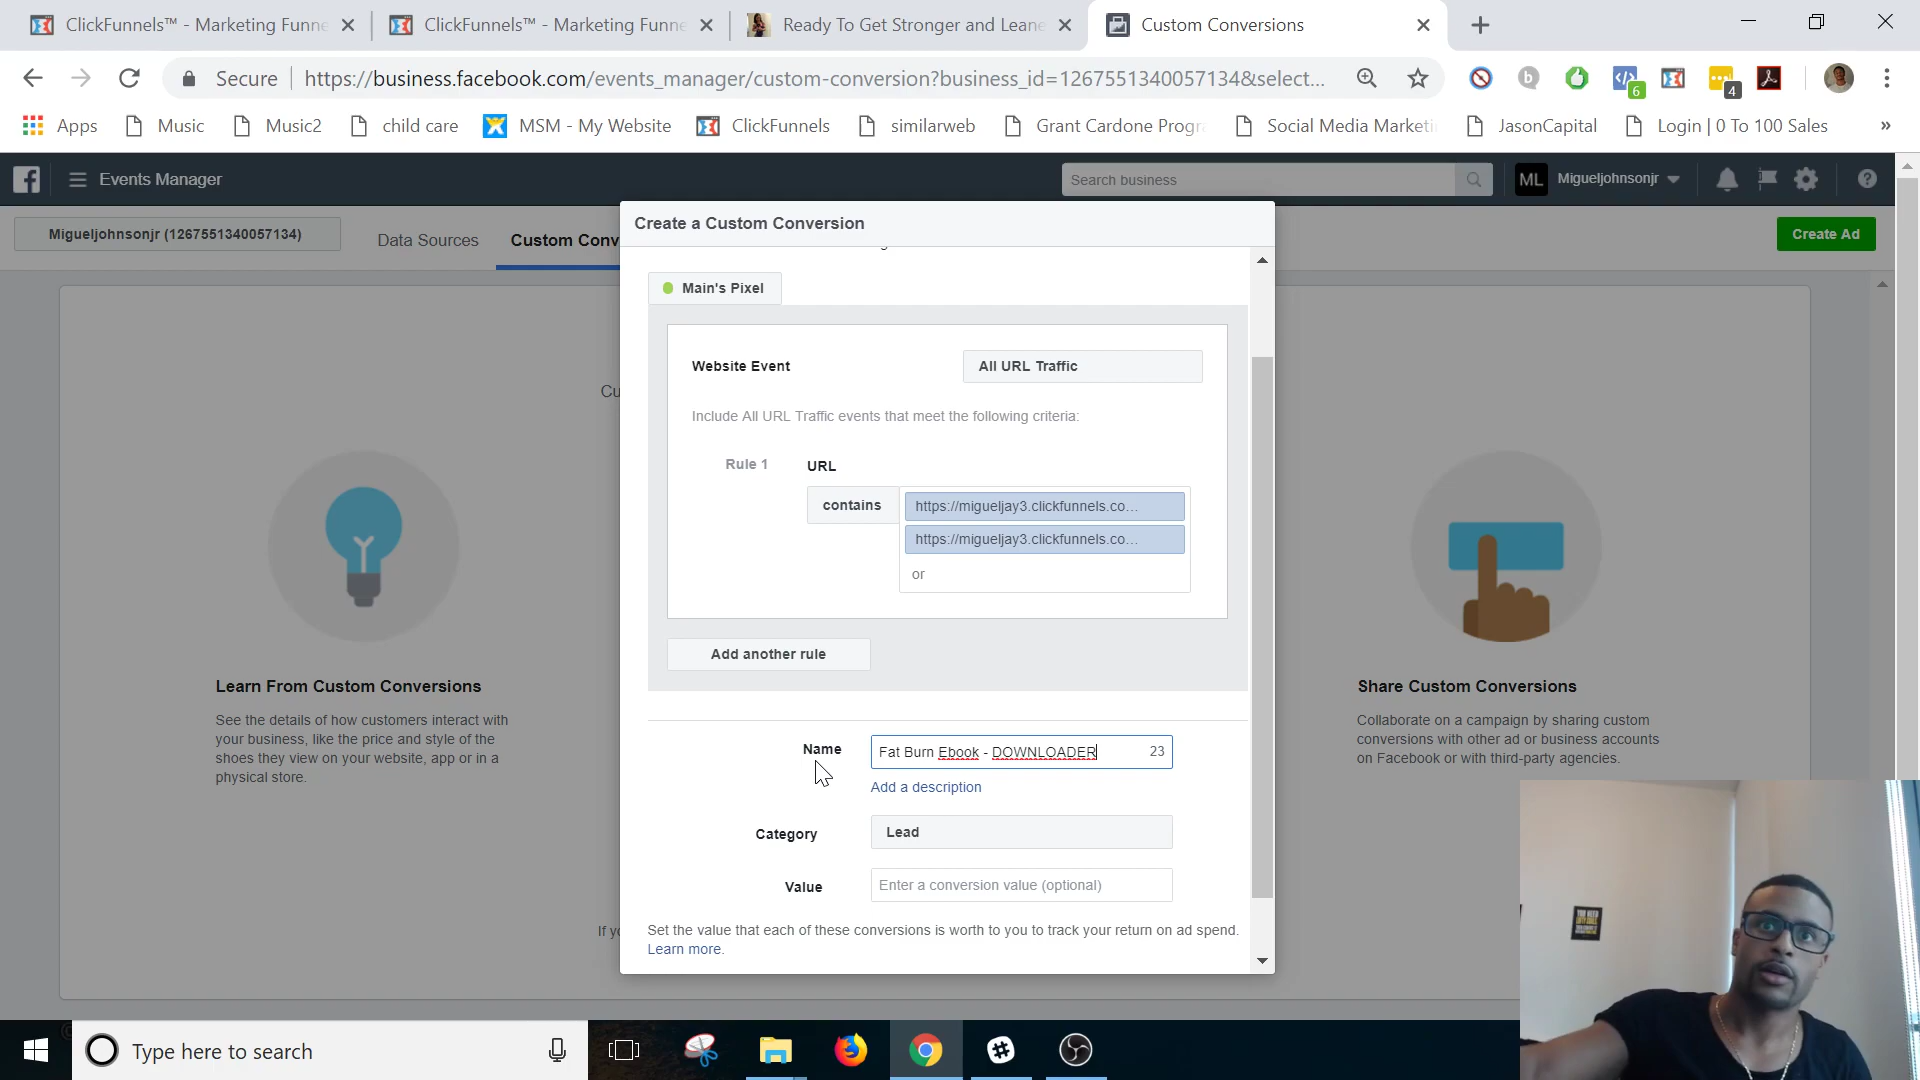 ClickFunnels™ - Marketing Funne
ClickFunnels™ - Marketing Funne
Ready To Get Stronger and Leane
Custom Conversions
Secure
https://business.facebook.com/events_manager/custom-conversion?business_id=1267551340057134&select...
6
4
Apps
Music
Music2
child care
MSM - My Website
ClickFunnels
similarweb
Grant Cardone Progra
Social Media Marketi
JasonCapital
Login | 0 To 100 Sales
»
Events Manager
Search business
ML
Migueljohnsonjr
Migueljohnsonjr (1267551340057134)
Data Sources
Custom Conv
Create Ad
Create a Custom Conversion
Main's Pixel
Website Event
All URL Traffic
Include All URL Traffic events that meet the following criteria:
Rule 1
URL
contains
https://migueljay3.clickfunnels.co...
https://migueljay3.clickfunnels.co...
or
Add another rule
Name
Fat Burn Ebook - DOWNLOADER
23
Add a description
Category
Lead
Value
Enter a conversion value (optional)
Set the value that each of these conversions is worth to you to track your return on ad spend.
Learn more.
Cu
If yo
Learn From Custom Conversions
See the details of how customers interact with
your business, like the price and style of the
shoes they view on your website, app or in a
physical store.
Share Custom Conversions
Collaborate on a campaign by sharing custom
conversions with other ad or business accounts
on Facebook or with third-party agencies.
Type here to search